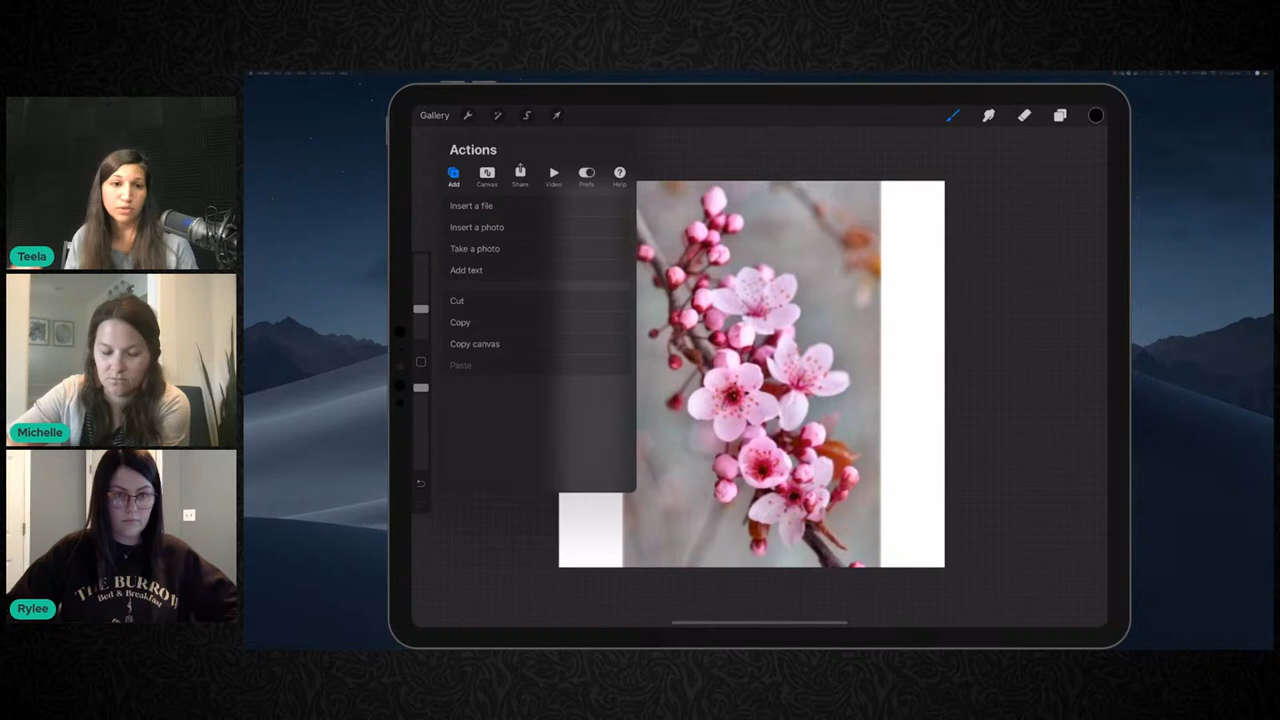 Gallery
Actions
Add Canvas Share Video Prefs Help
Insert a file
Insert a photo
Take a photo
Add text
Cut
Copy
Copy canvas
Paste
Teela
Michelle
THE BURROW
Bed & Breakfast
Rylee